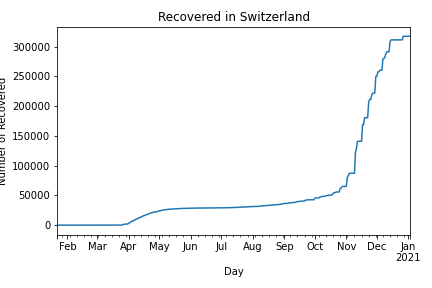 Recovered in Switzerland
Number of Recovered
300000
250000
200000
150000
100000
50000
0
Feb Mar Apr May Jun Jul Aug Sep Oct Nov Dec Jan
2021
Day